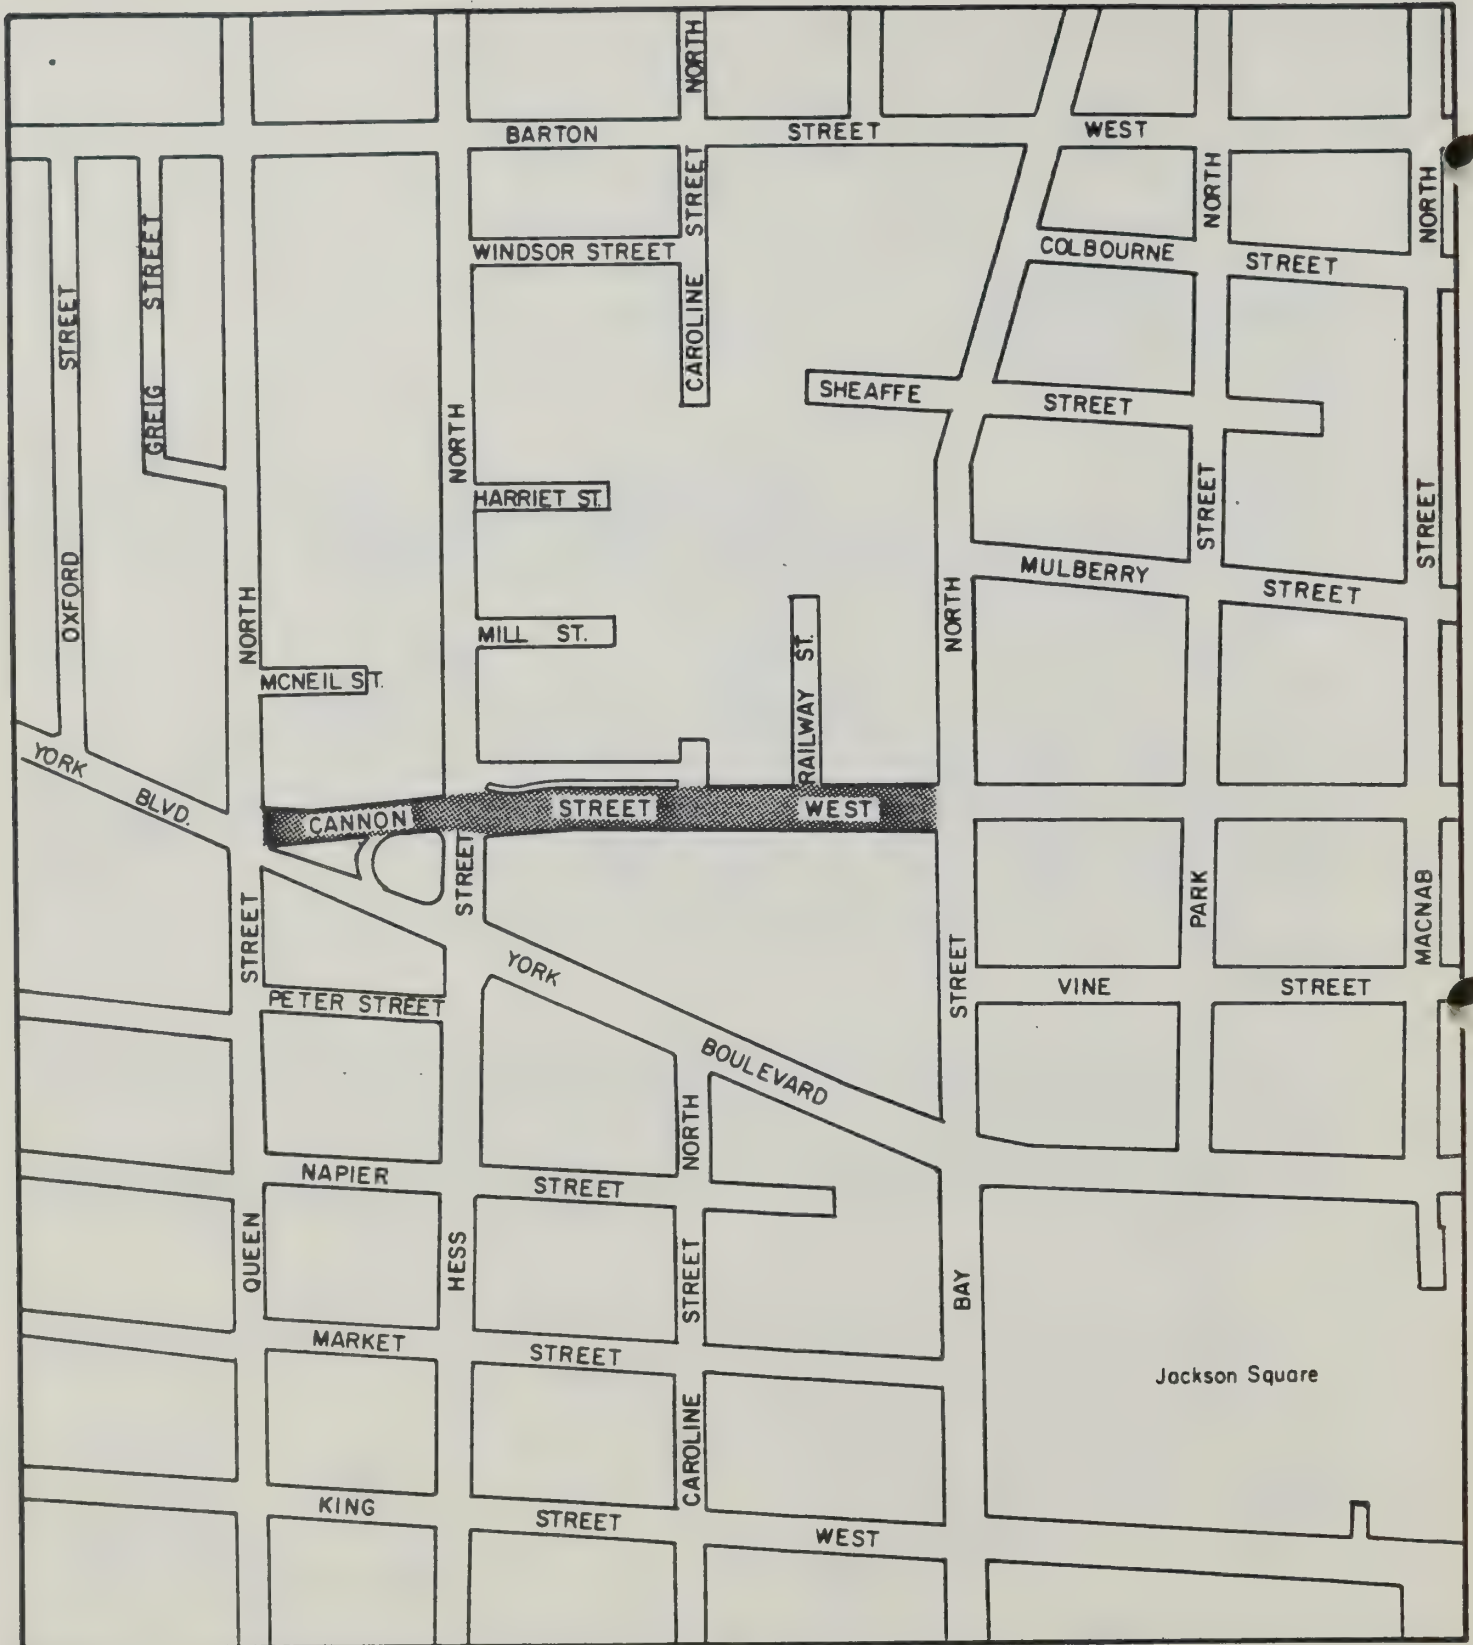 BARTON STREET WEST
NORTH
CAROLINE STREET
WINDSOR STREET
NORTH
NORTH
COLBOURNE STREET
OXFORD STREET
GREIG STREET
SHEAFFE STREET
NORTH
HARRIET ST.
STREET
STREET
MULBERRY STREET
NORTH
NORTH
MILL ST.
MCNEIL ST.
RAILWAY ST.
YORK BLVD.
CANNON STREET WEST
STREET
STREET
PARK
MACNAB
STREET
VINE STREET
PETER STREET
YORK BOULEVARD
NORTH
NAPIER STREET
QUEEN
HESS
STREET
BAY
MARKET STREET
Jackson Square
CAROLINE
KING STREET WEST